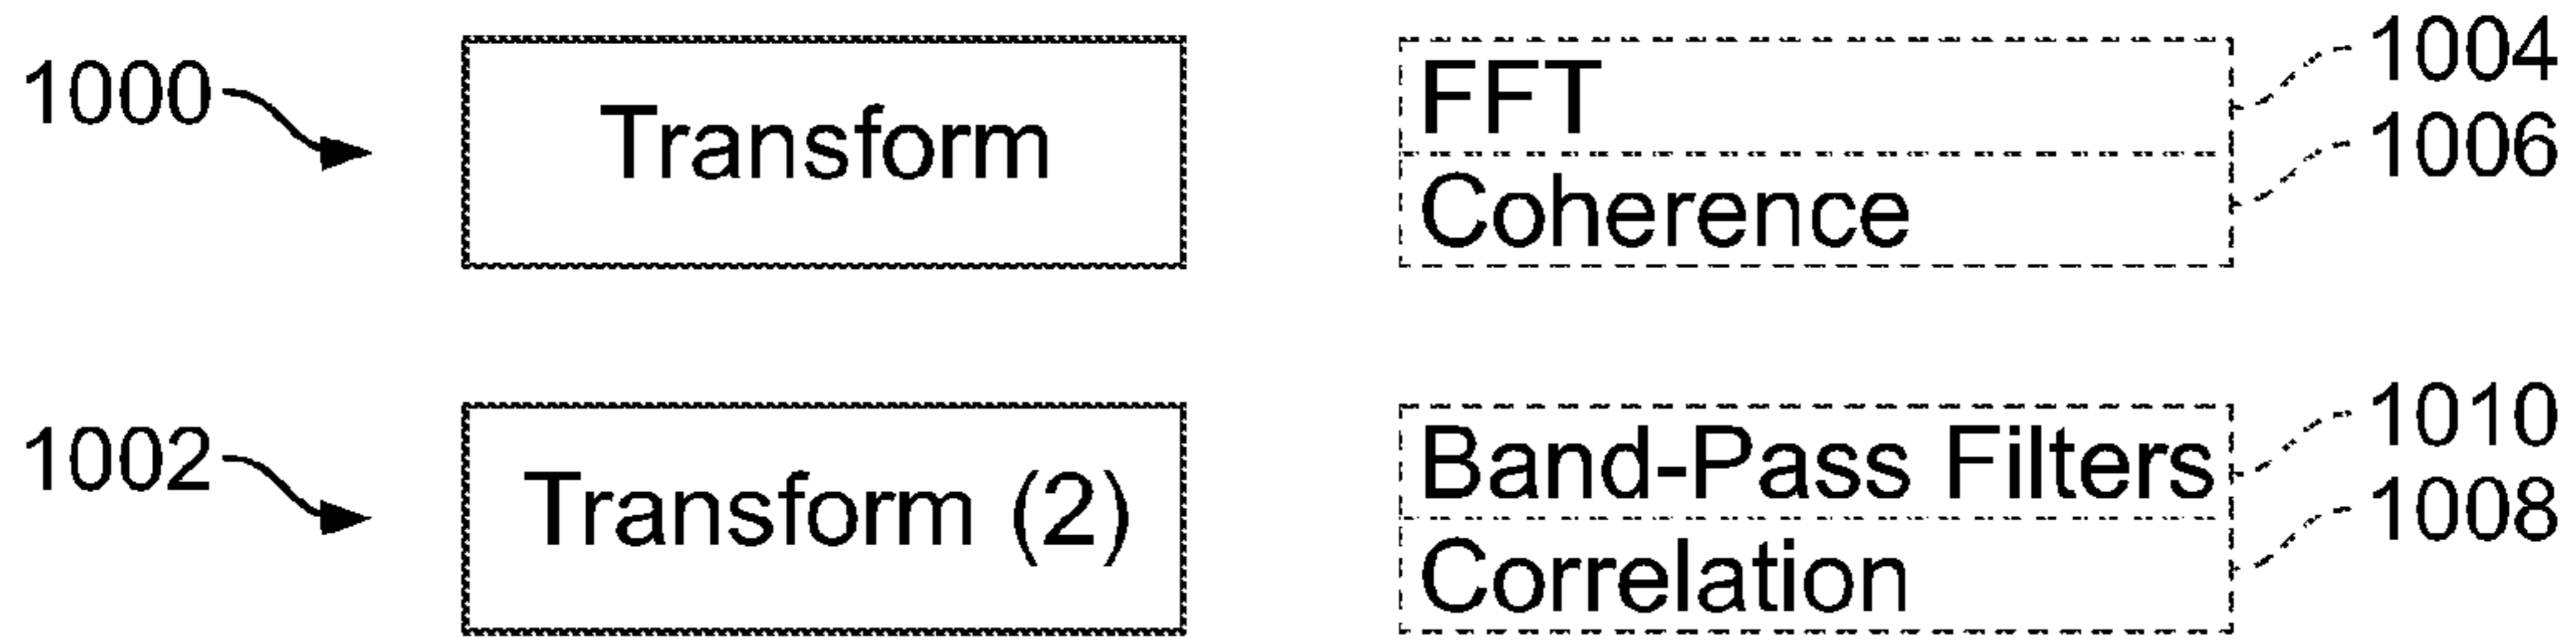 1000
Transform
FFT
1004
Coherence
1006
1002
Transform (2)
Band-Pass Filters
1010
Correlation
1008